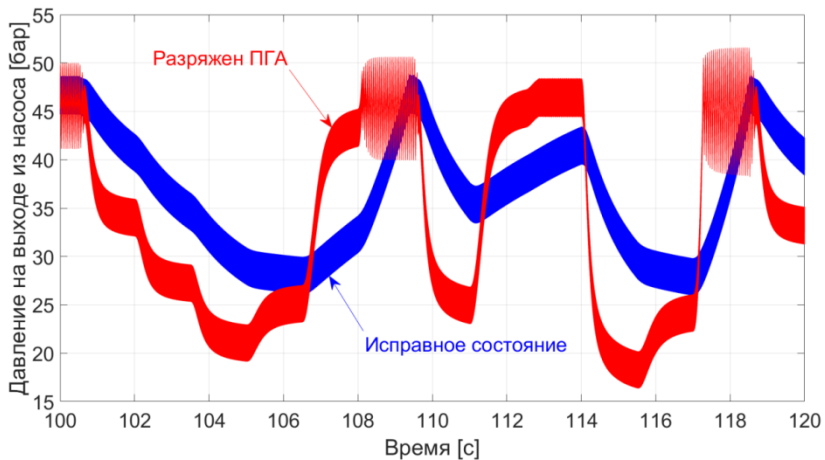 Давление на выходе из насоса [бар]
55
50
45
40
35
30
25
20
15
Разряжен ПГА
Исправное состояние
100 102 104 106 108 110 112 114 116 118 120
Время [с]